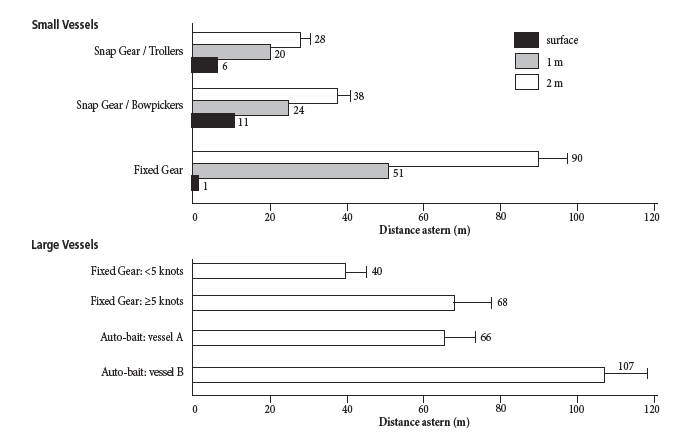 Small Vessels
Snap Gear / Trollers
28
20
6
surface
1 m
2 m
Snap Gear / Bowpickers
38
24
11
Fixed Gear
90
51
1
0 20 40 60 80 100 120
Distance astern (m)
Large Vessels
Fixed Gear: <5 knots
40
Fixed Gear: ≥5 knots
68
Auto-bait: vessel A
66
Auto-bait: vessel B
107
0 20 40 60 80 100 120
Distance astern (m)